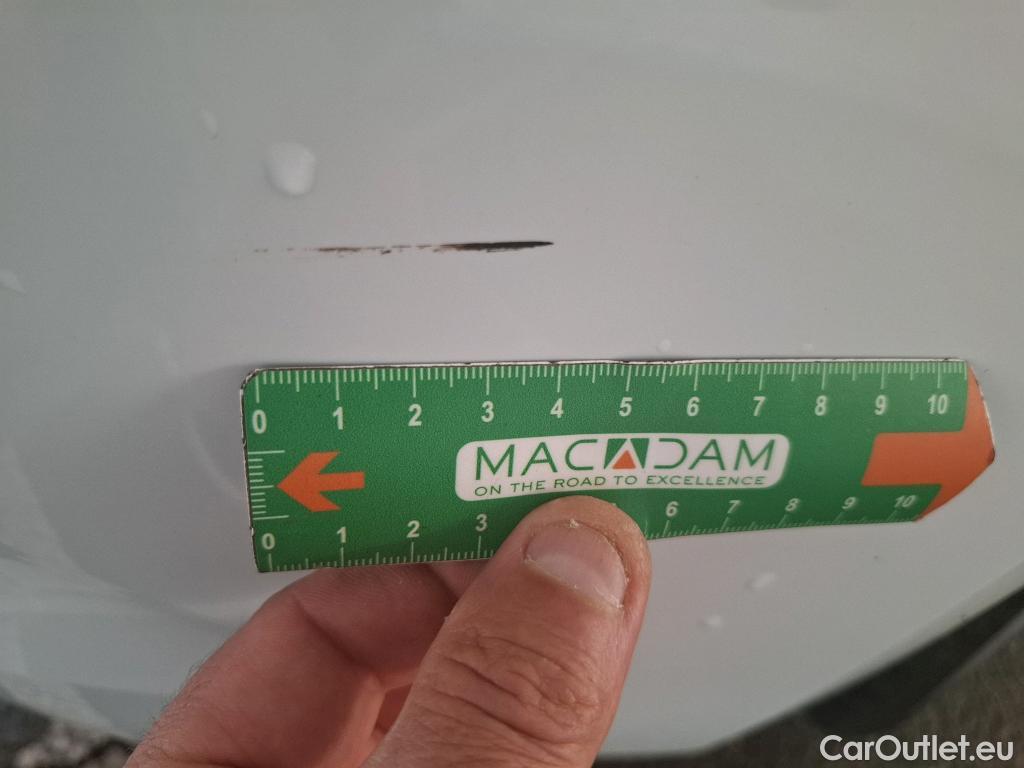 0 1 2 3 4 5 6 7 8 9 10
MACADAM
ON THE ROAD TO EXCELLENCE
0 1 2 3 6 7 8 9 10
CarOutlet.eu